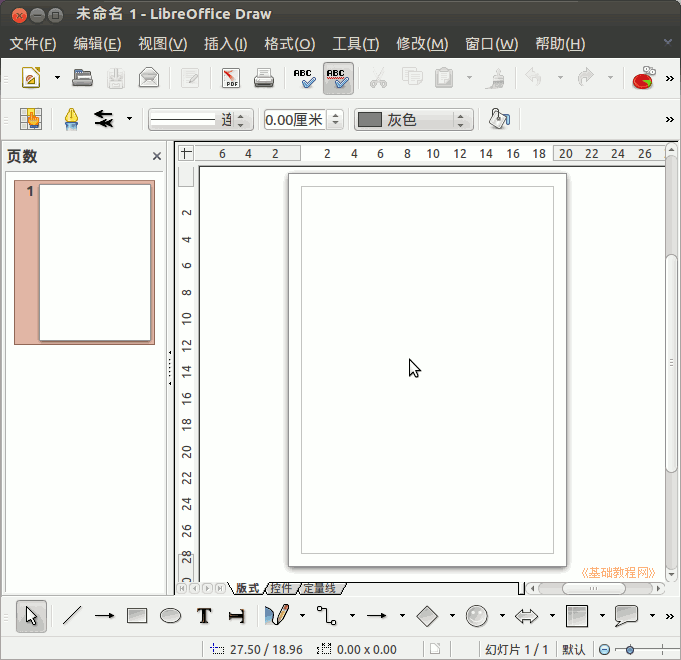 未命名 1 - LibreOffice Draw
文件(F) 编辑(E) 视图(V) 插入(I) 格式(O) 工具(T) 修改(M) 窗口(W) 帮助(H)
PDF ABC ABC
连 0.00厘米 灰色
页数
1
6 4 2 2 4 6 8 10 12 14 16 18 20 22 24 26
2
4
6
8
10
12
14
16
18
20
22
24
26
28
《基础教程网》
版式 控件 定量线
T
27.50 / 18.96 0.00 x 0.00 幻灯片 1 / 1 默认